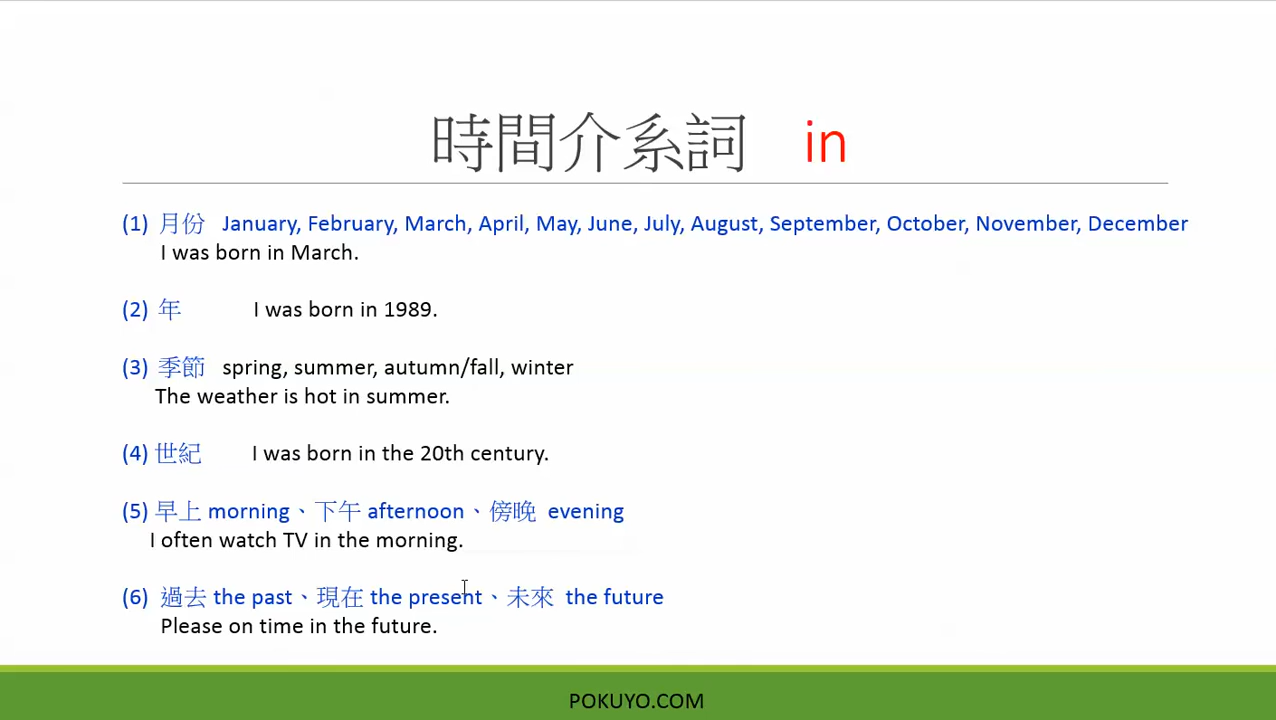 時間介系詞 in
(1) 月份 January, February, March, April, May, June, July, August, September, October, November, December
I was born in March.
(2) 年 I was born in 1989.
(3) 季節 spring, summer, autumn/fall, winter
The weather is hot in summer.
(4) 世紀 I was born in the 20th century.
(5) 早上 morning、下午 afternoon、傍晚 evening
I often watch TV in the morning.
(6) 過去 the past、現在 the present、未來 the future
Please on time in the future.
POKUYO.COM